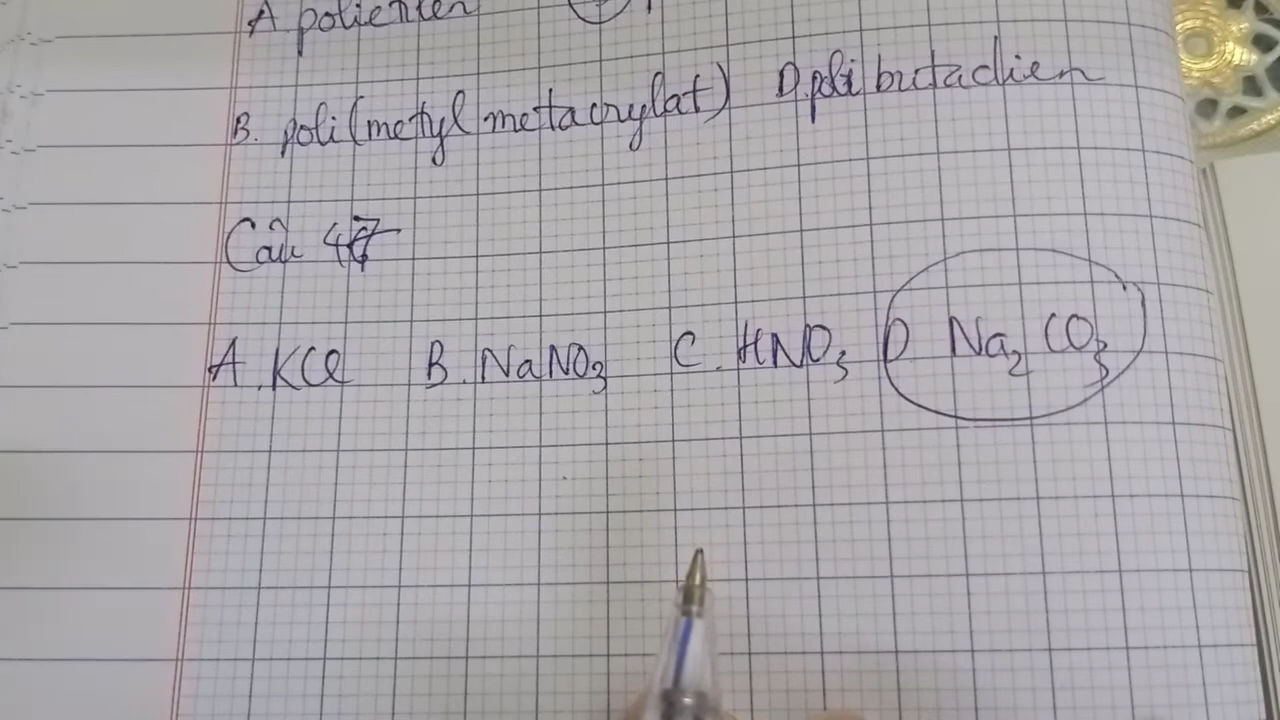 A. polietilen
B. poli(metyl metacrylat) D. poli butadien
Câu 47
A. KCl B. NaNO3 C. HNO3 D. Na2CO3